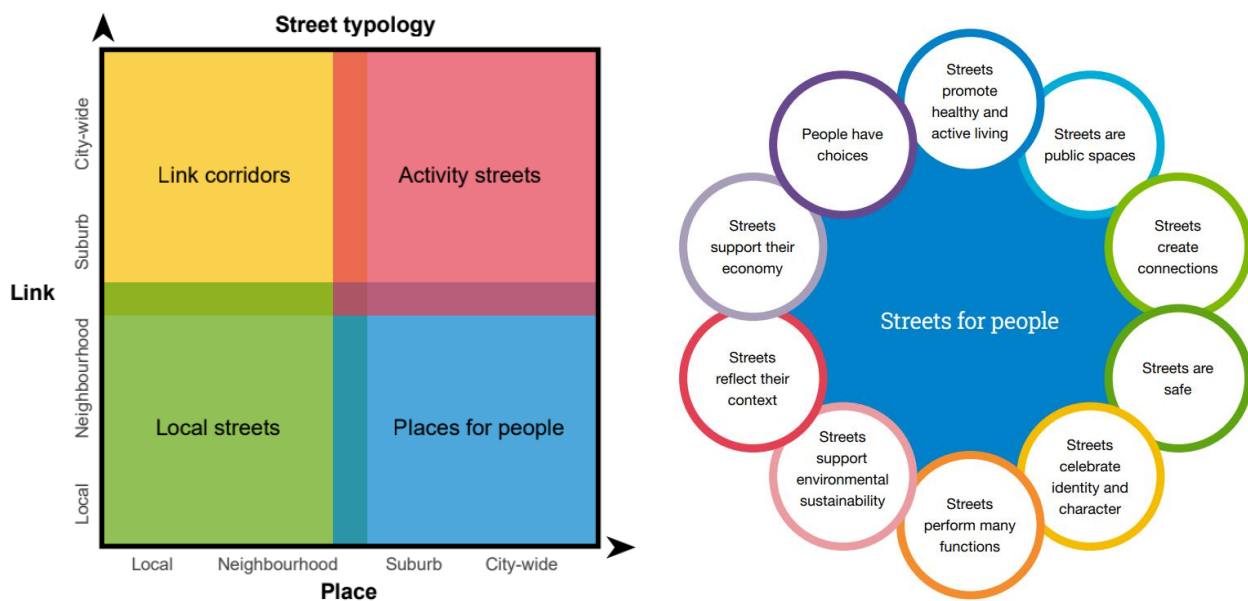 Street typology
City-wide
Suburb
Neighbourhood
Local
Link
Link corridors
Activity streets
Local streets
Places for people
Local
Neighbourhood
Suburb
City-wide
Place
Streets
promote
healthy and
active living
Streets are
public spaces
Streets
create
connections
Streets are
safe
Streets
celebrate
identity and
character
Streets
perform many
functions
Streets
support
environmental
sustainability
Streets
reflect their
context
Streets
support their
economy
People have
choices
Streets for people